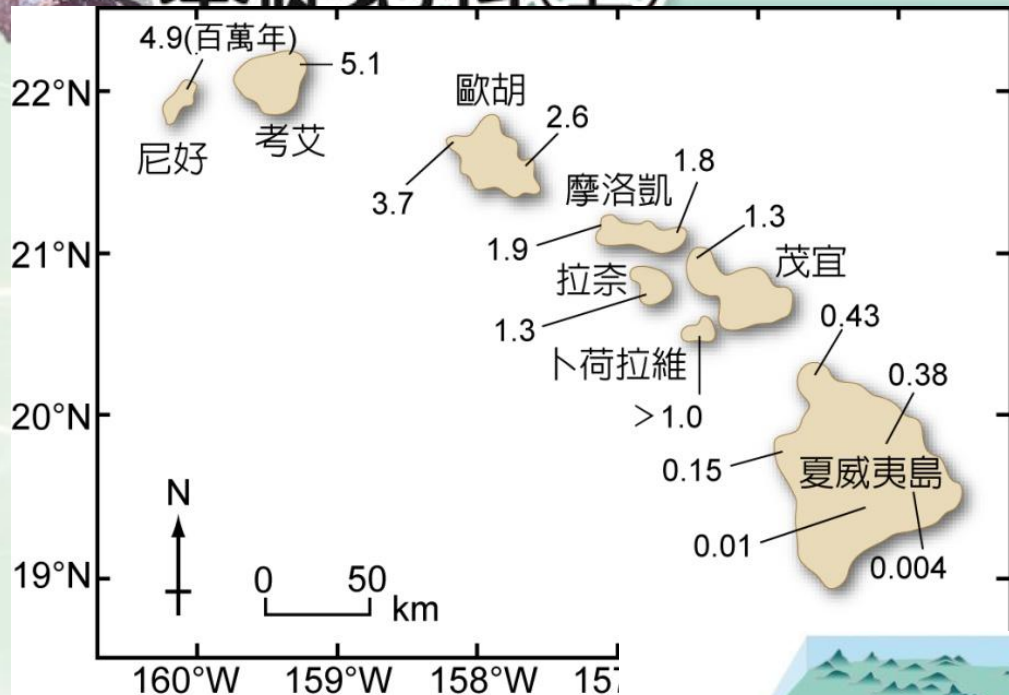 4.9(百萬年)
5.1
22°N
歐胡
2.6
尼好
考艾
3.7
摩洛凱
1.8
1.9
1.3
21°N
拉奈
茂宜
1.3
0.43
卜荷拉維
0.38
20°N
＞1.0
0.15
夏威夷島
N
0.01
0.004
19°N
0
50
km
160°W
159°W
158°W
157